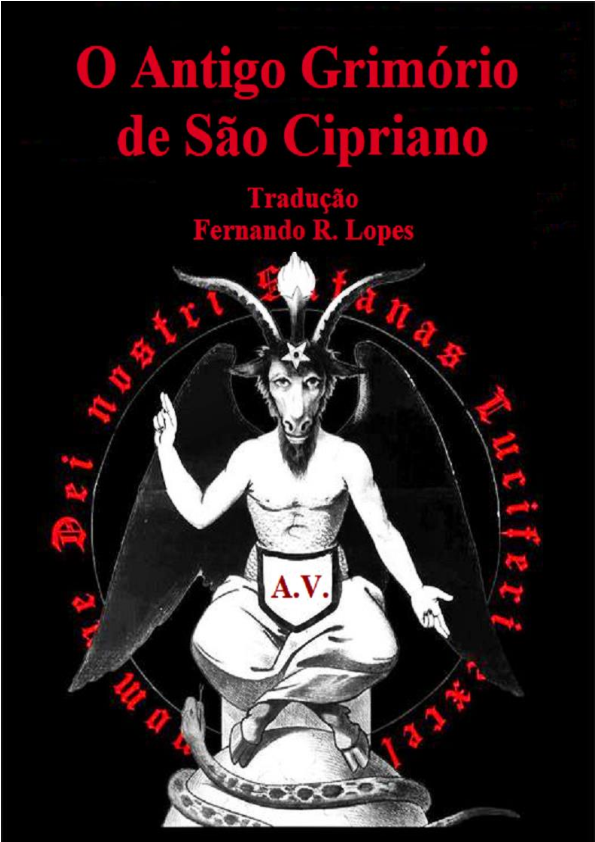 O Antigo Grimório
de São Cipriano
Tradução
Fernando R. Lopes
Dei nostri Satanas Luciferi
A.V.